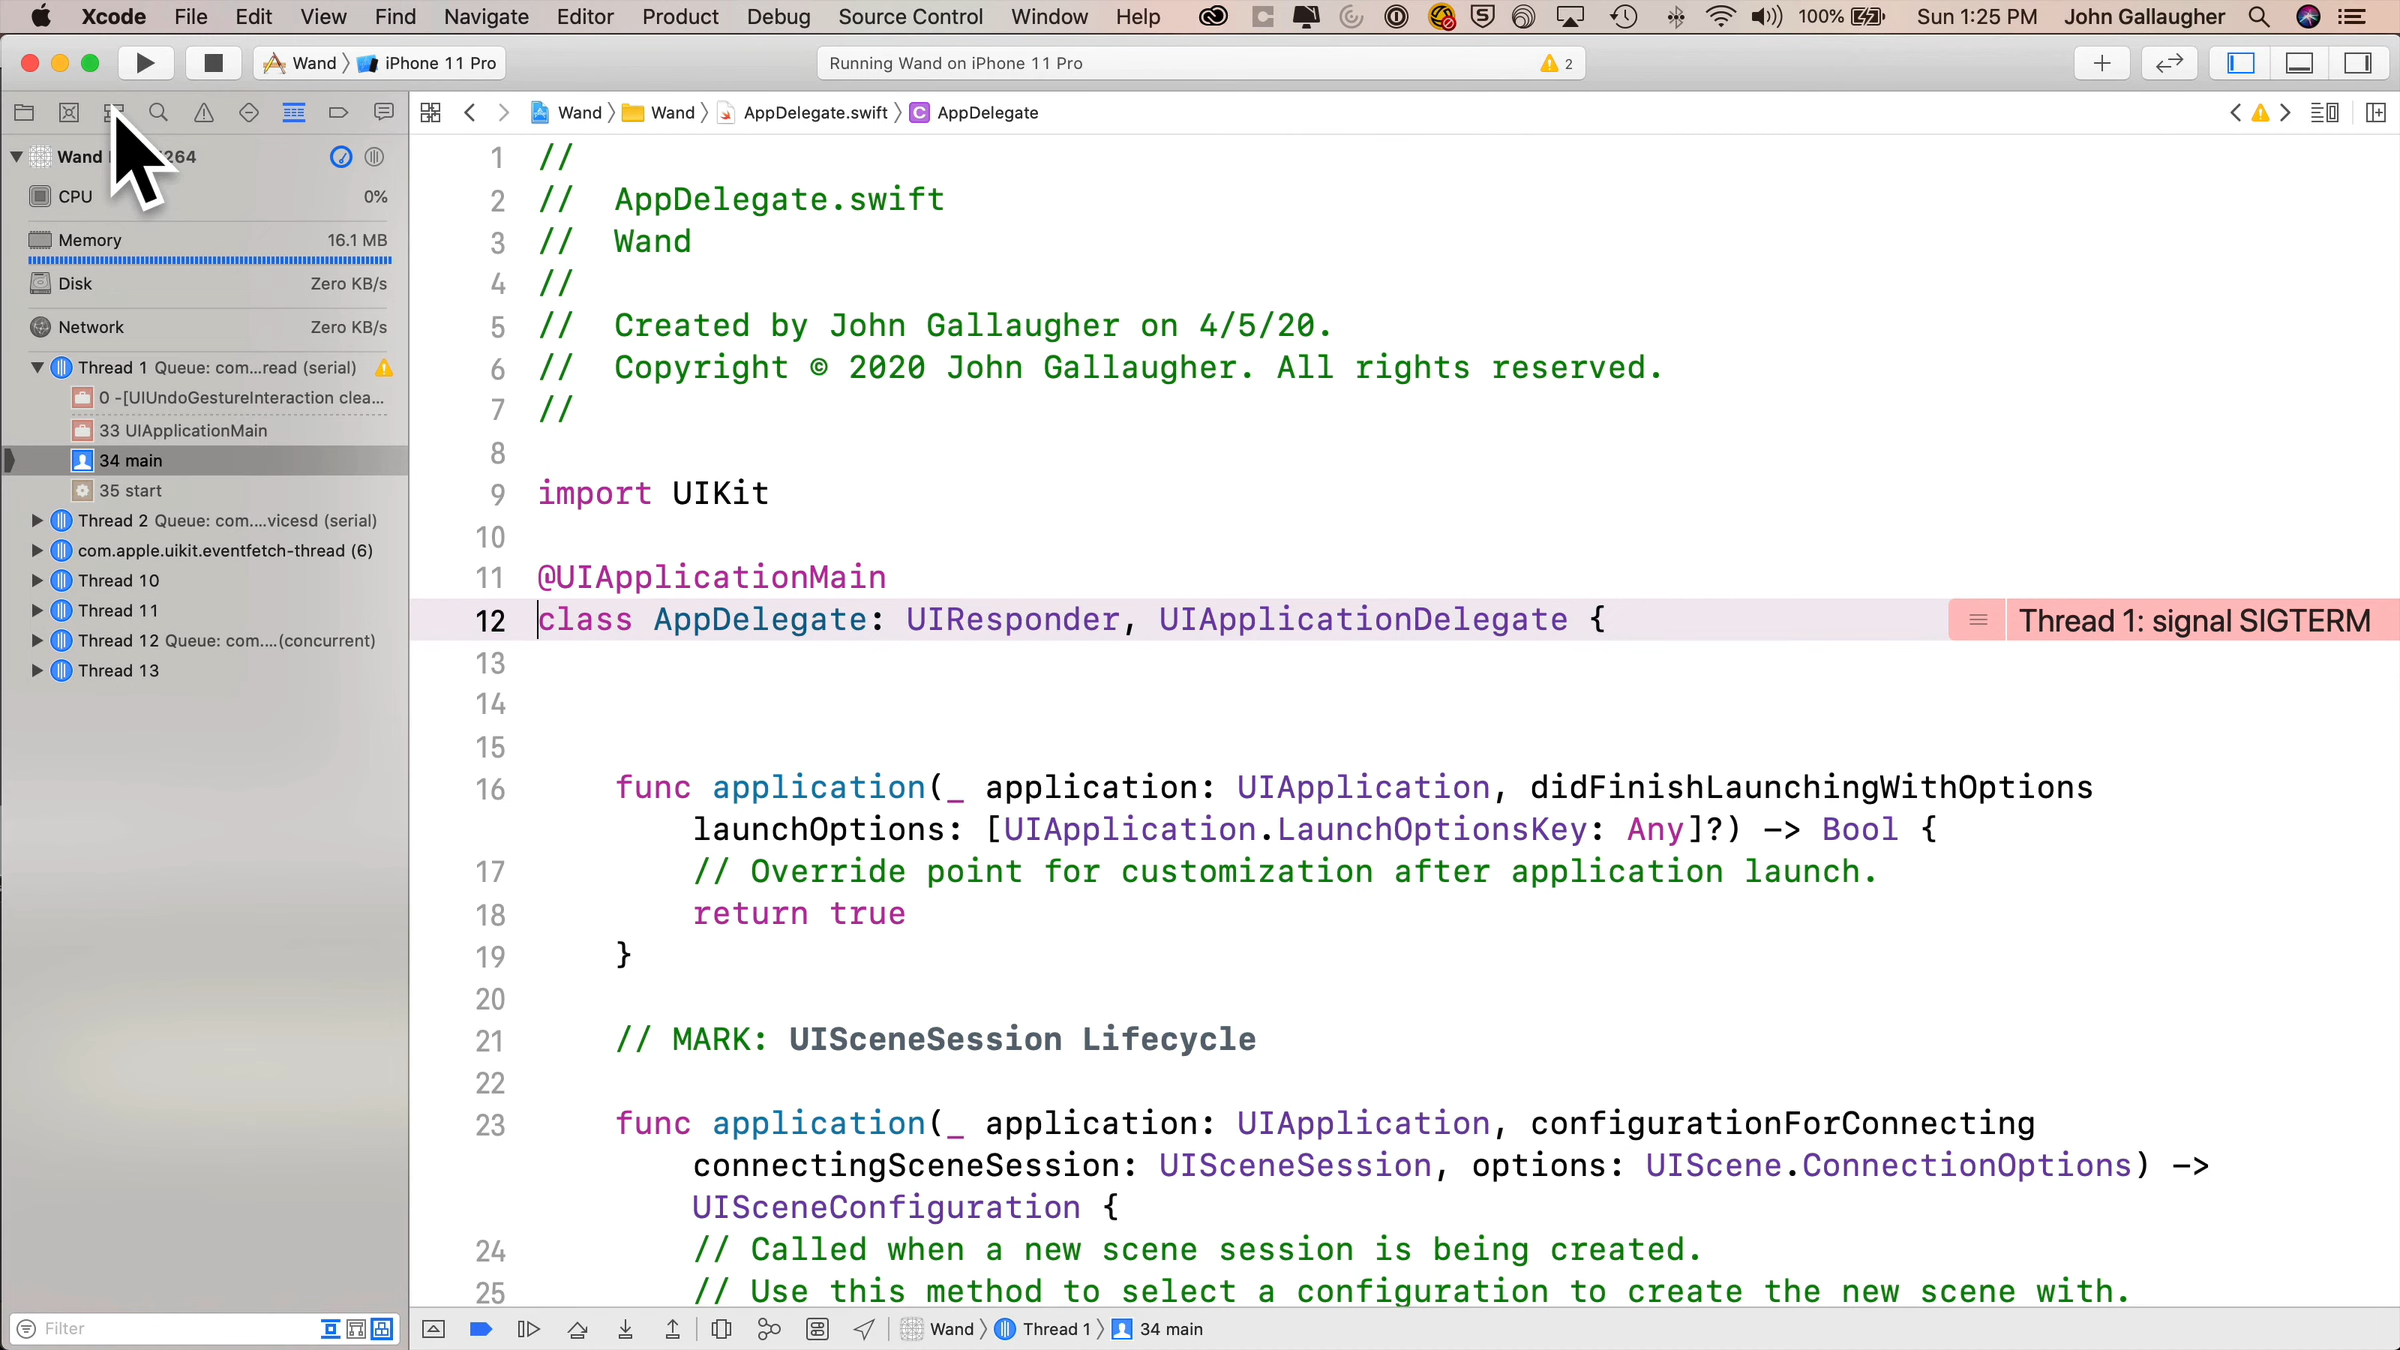 Xcode File Edit View Find Navigate Editor Product Debug Source Control Window Help 100% Sun 1:25 PM John Gallaugher
Wand iPhone 11 Pro
Running Wand on iPhone 11 Pro 2
Wand Wand AppDelegate.swift C AppDelegate
Wand 264
CPU 0%
Memory 16.1 MB
Disk Zero KB/s
Network Zero KB/s
Thread 1 Queue: com...read (serial)
0 -[UIUndoGestureInteraction clea...
33 UIApplicationMain
34 main
35 start
Thread 2 Queue: com....vicesd (serial)
com.apple.uikit.eventfetch-thread (6)
Thread 10
Thread 11
Thread 12 Queue: com....(concurrent)
Thread 13
Filter
1 //
2 // AppDelegate.swift
3 // Wand
4 //
5 // Created by John Gallaugher on 4/5/20.
6 // Copyright © 2020 John Gallaugher. All rights reserved.
7 //
8
9 import UIKit
10
11 @UIApplicationMain
12 class AppDelegate: UIResponder, UIApplicationDelegate { Thread 1: signal SIGTERM
13
14
15
16 func application(_ application: UIApplication, didFinishLaunchingWithOptions
launchOptions: [UIApplication.LaunchOptionsKey: Any]?) -> Bool {
17 // Override point for customization after application launch.
18 return true
19 }
20
21 // MARK: UISceneSession Lifecycle
22
23 func application(_ application: UIApplication, configurationForConnecting
connectingSceneSession: UISceneSession, options: UIScene.ConnectionOptions) ->
UISceneConfiguration {
24 // Called when a new scene session is being created.
25 // Use this method to select a configuration to create the new scene with.
Wand Thread 1 34 main